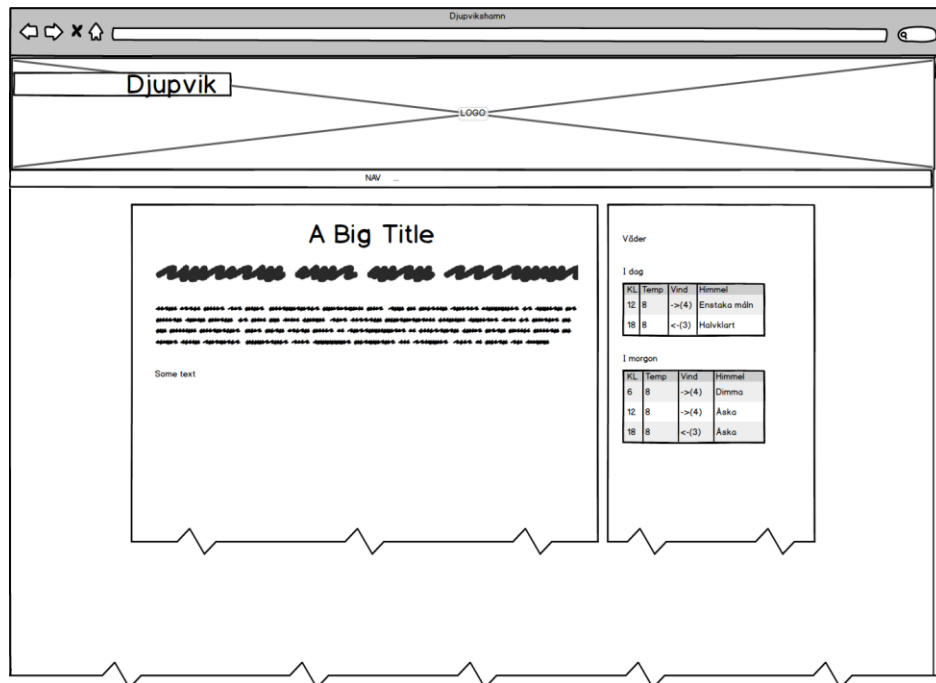 Djupvikshamn
Djupvik
LOGO
NAV ...
A Big Title
Some text
Väder
I dag
KL Temp Vind Himmel
12 8 ->(4) Enstaka måln
18 8 <-(3) Halvklart
I morgon
KL Temp Vind Himmel
6 8 ->(4) Dimma
12 8 ->(4) Åska
18 8 <-(3) Åska